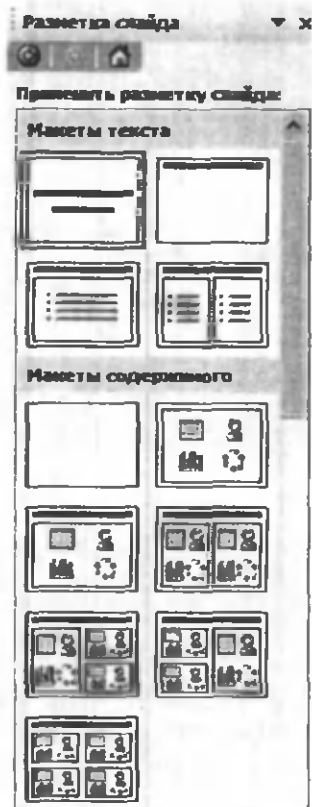 Разметка слайда
Применить разметку слайда:
Макеты текста
Макеты содержимого